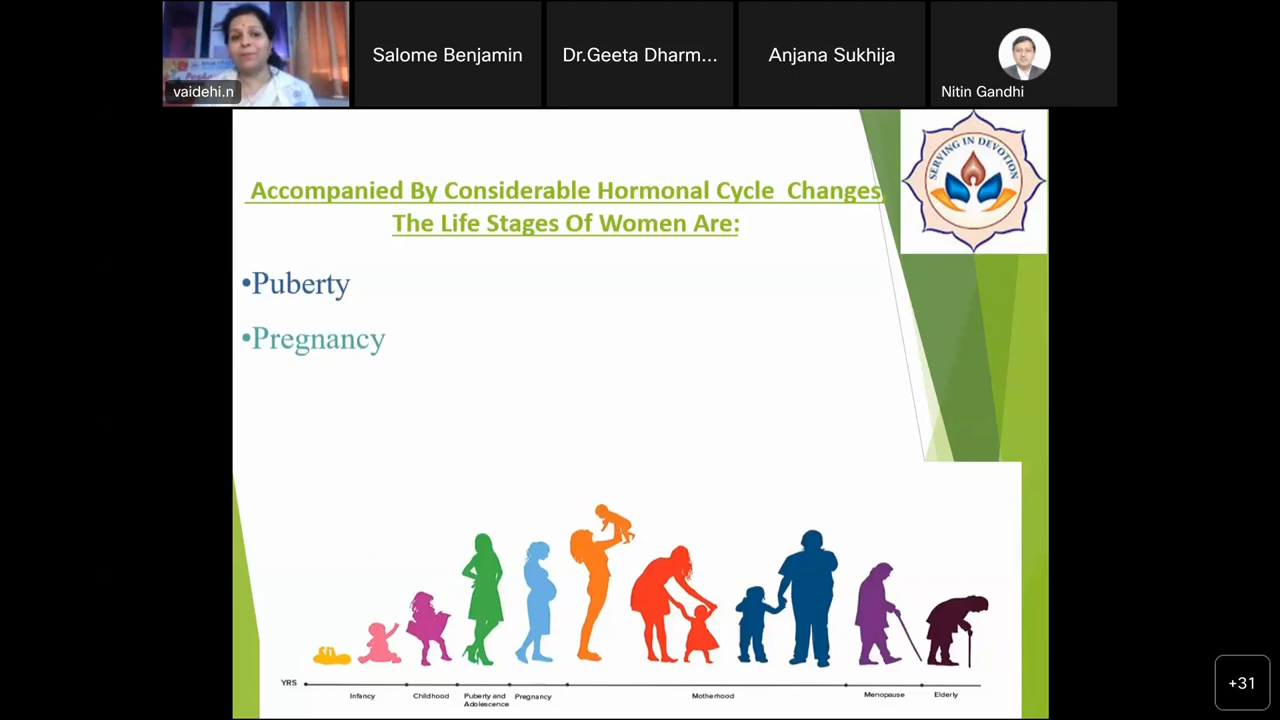 Salome Benjamin
Dr.Geeta Dharm...
Anjana Sukhija
vaidehi.n
Nitin Gandhi
SERVING IN DEVOTION
Accompanied By Considerable Hormonal Cycle Changes,
The Life Stages Of Women Are:
•Puberty
•Pregnancy
YRS
Infancy
Childhood
Puberty and
Adolescence
Pregnancy
Motherhood
Menopause
Elderly
+31